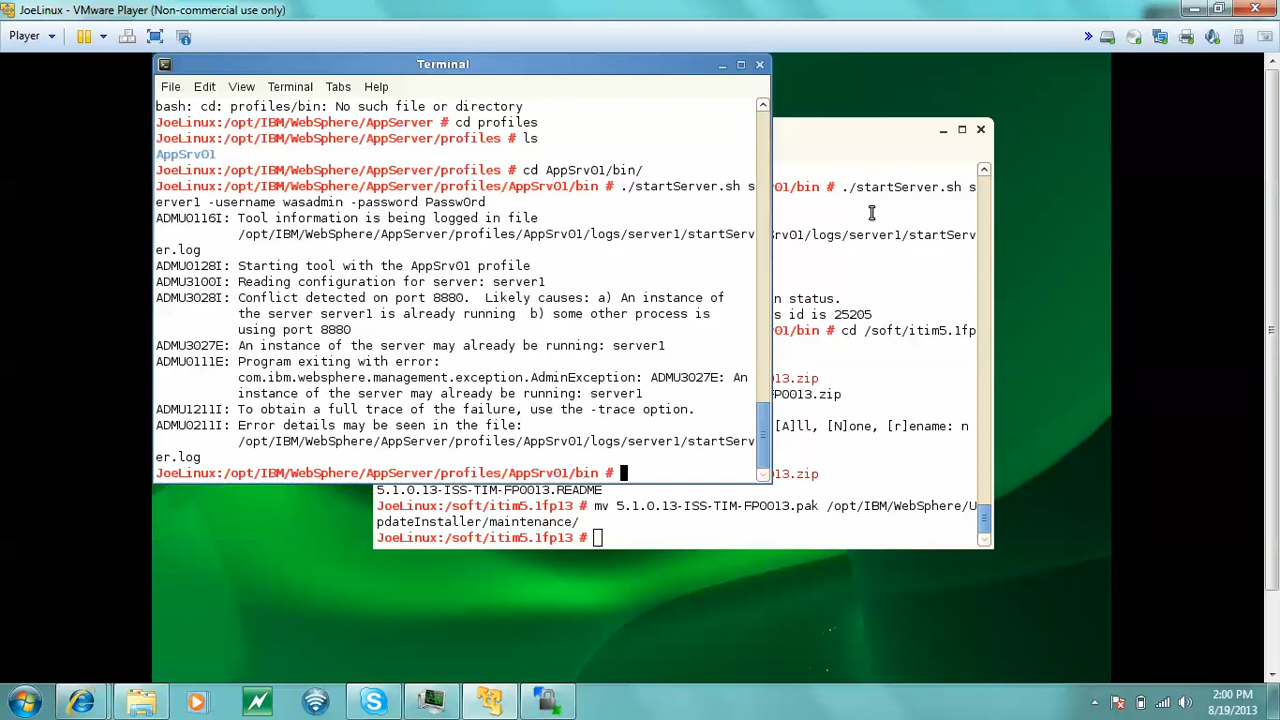 JoeLinux - VMware Player (Non-commercial use only)
Player
»
Terminal
File Edit View Terminal Tabs Help
bash: cd: profiles/bin: No such file or directory
JoeLinux:/opt/IBM/WebSphere/AppServer # cd profiles
JoeLinux:/opt/IBM/WebSphere/AppServer/profiles # ls
AppSrv01
JoeLinux:/opt/IBM/WebSphere/AppServer/profiles # cd AppSrv01/bin/
JoeLinux:/opt/IBM/WebSphere/AppServer/profiles/AppSrv01/bin # ./startServer.sh s
erver1 -username wasadmin -password Passw0rd
ADMU0116I: Tool information is being logged in file
/opt/IBM/WebSphere/AppServer/profiles/AppSrv01/logs/server1/startServ
er.log
ADMU0128I: Starting tool with the AppSrv01 profile
ADMU3100I: Reading configuration for server: server1
ADMU3028I: Conflict detected on port 8880.  Likely causes: a) An instance of
the server server1 is already running  b) some other process is
using port 8880
ADMU3027E: An instance of the server may already be running: server1
ADMU0111E: Program exiting with error:
com.ibm.websphere.management.exception.AdminException: ADMU3027E: An
instance of the server may already be running: server1
ADMU1211I: To obtain a full trace of the failure, use the -trace option.
ADMU0211I: Error details may be seen in the file:
/opt/IBM/WebSphere/AppServer/profiles/AppSrv01/logs/server1/startServ
er.log
JoeLinux:/opt/IBM/WebSphere/AppServer/profiles/AppSrv01/bin #
v01/bin # ./startServer.sh s
Srv01/logs/server1/startServ
n status.
s id is 25205
v01/bin # cd /soft/itim5.1fp
013.zip
FP0013.zip
[A]ll, [N]one, [r]ename: n
013.zip
5.1.0.13-ISS-TIM-FP0013.README
JoeLinux:/soft/itim5.1fp13 # mv 5.1.0.13-ISS-TIM-FP0013.pak /opt/IBM/WebSphere/U
pdateInstaller/maintenance/
JoeLinux:/soft/itim5.1fp13 #
2:00 PM
8/19/2013